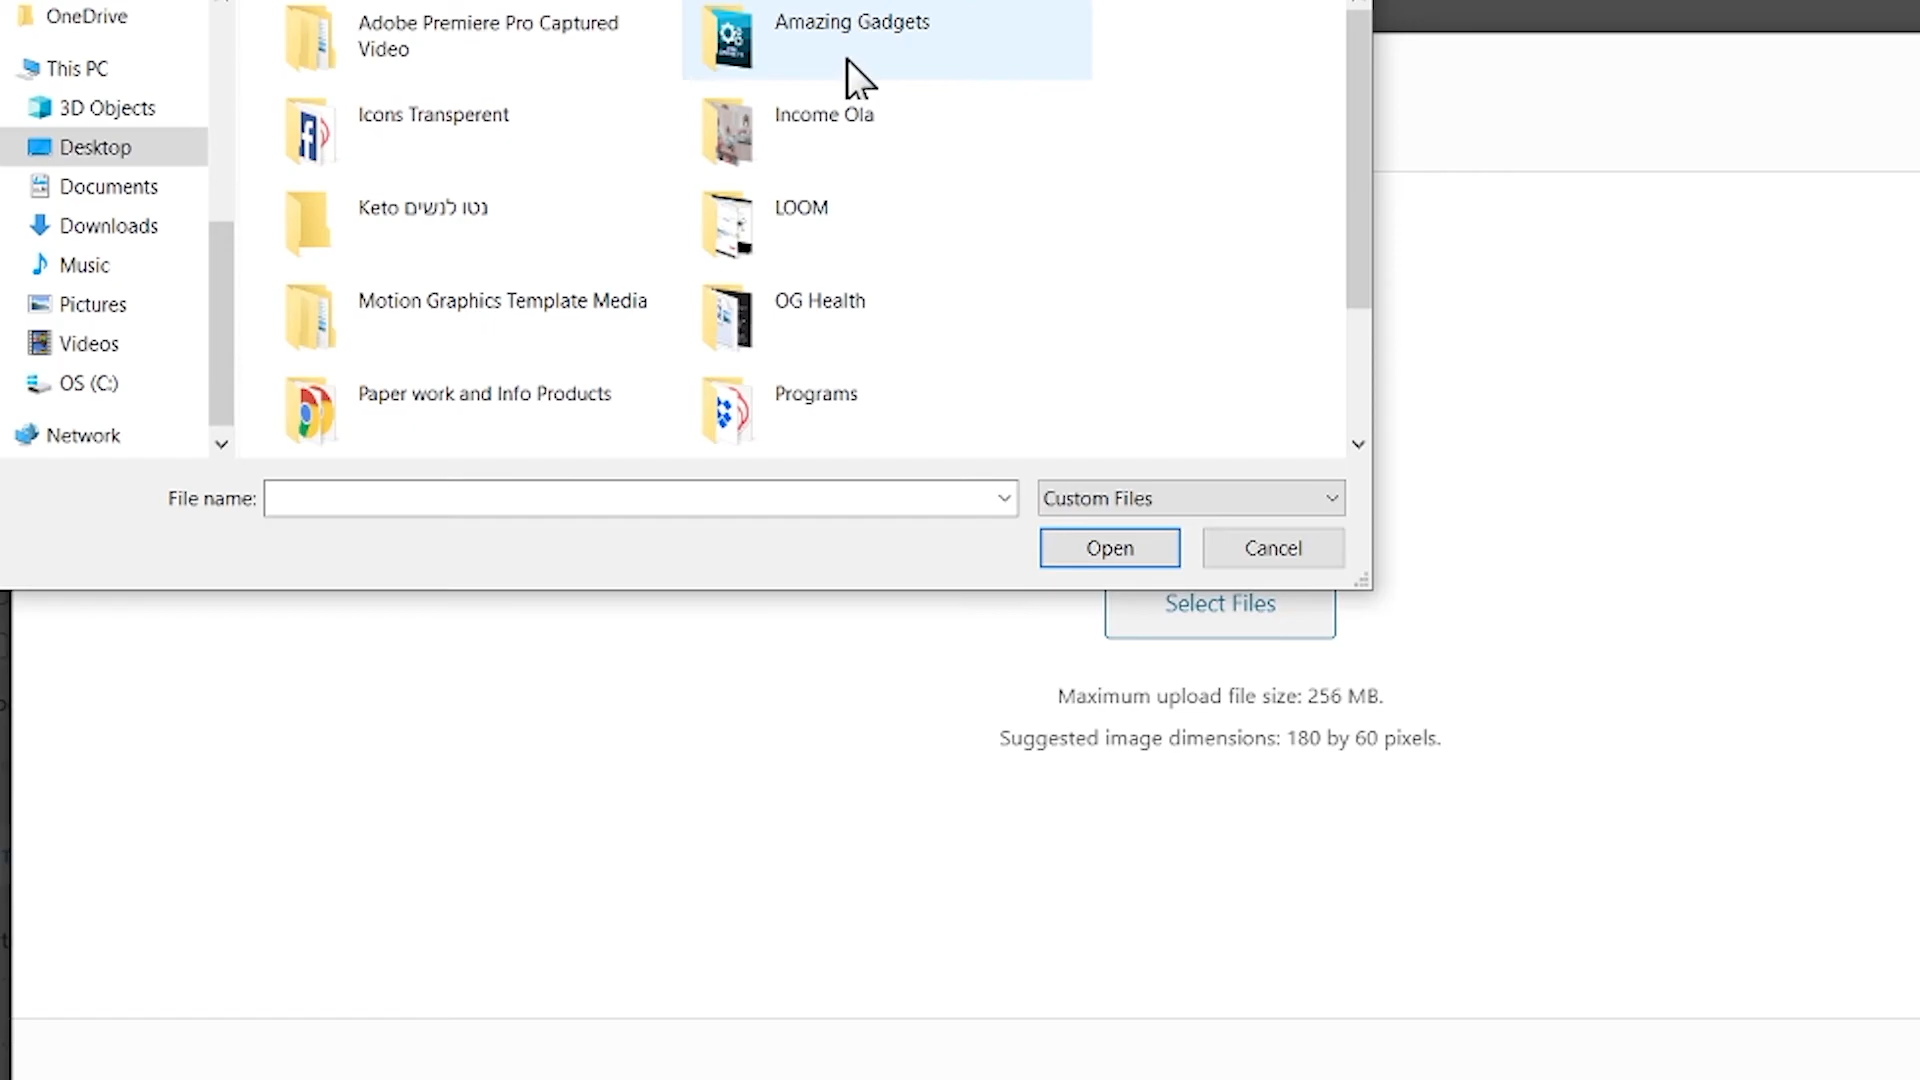 OneDrive
This PC
3D Objects
Desktop
Documents
Downloads
Music
Pictures
Videos
OS (C:)
Network
Adobe Premiere Pro Captured
Video
Amazing Gadgets
Icons Transperent
Income Ola
Keto נטו לנשים
LOOM
Motion Graphics Template Media
OG Health
Paper work and Info Products
Programs
File name:
Custom Files
Open
Cancel
Select Files
Maximum upload file size: 256 MB.
Suggested image dimensions: 180 by 60 pixels.